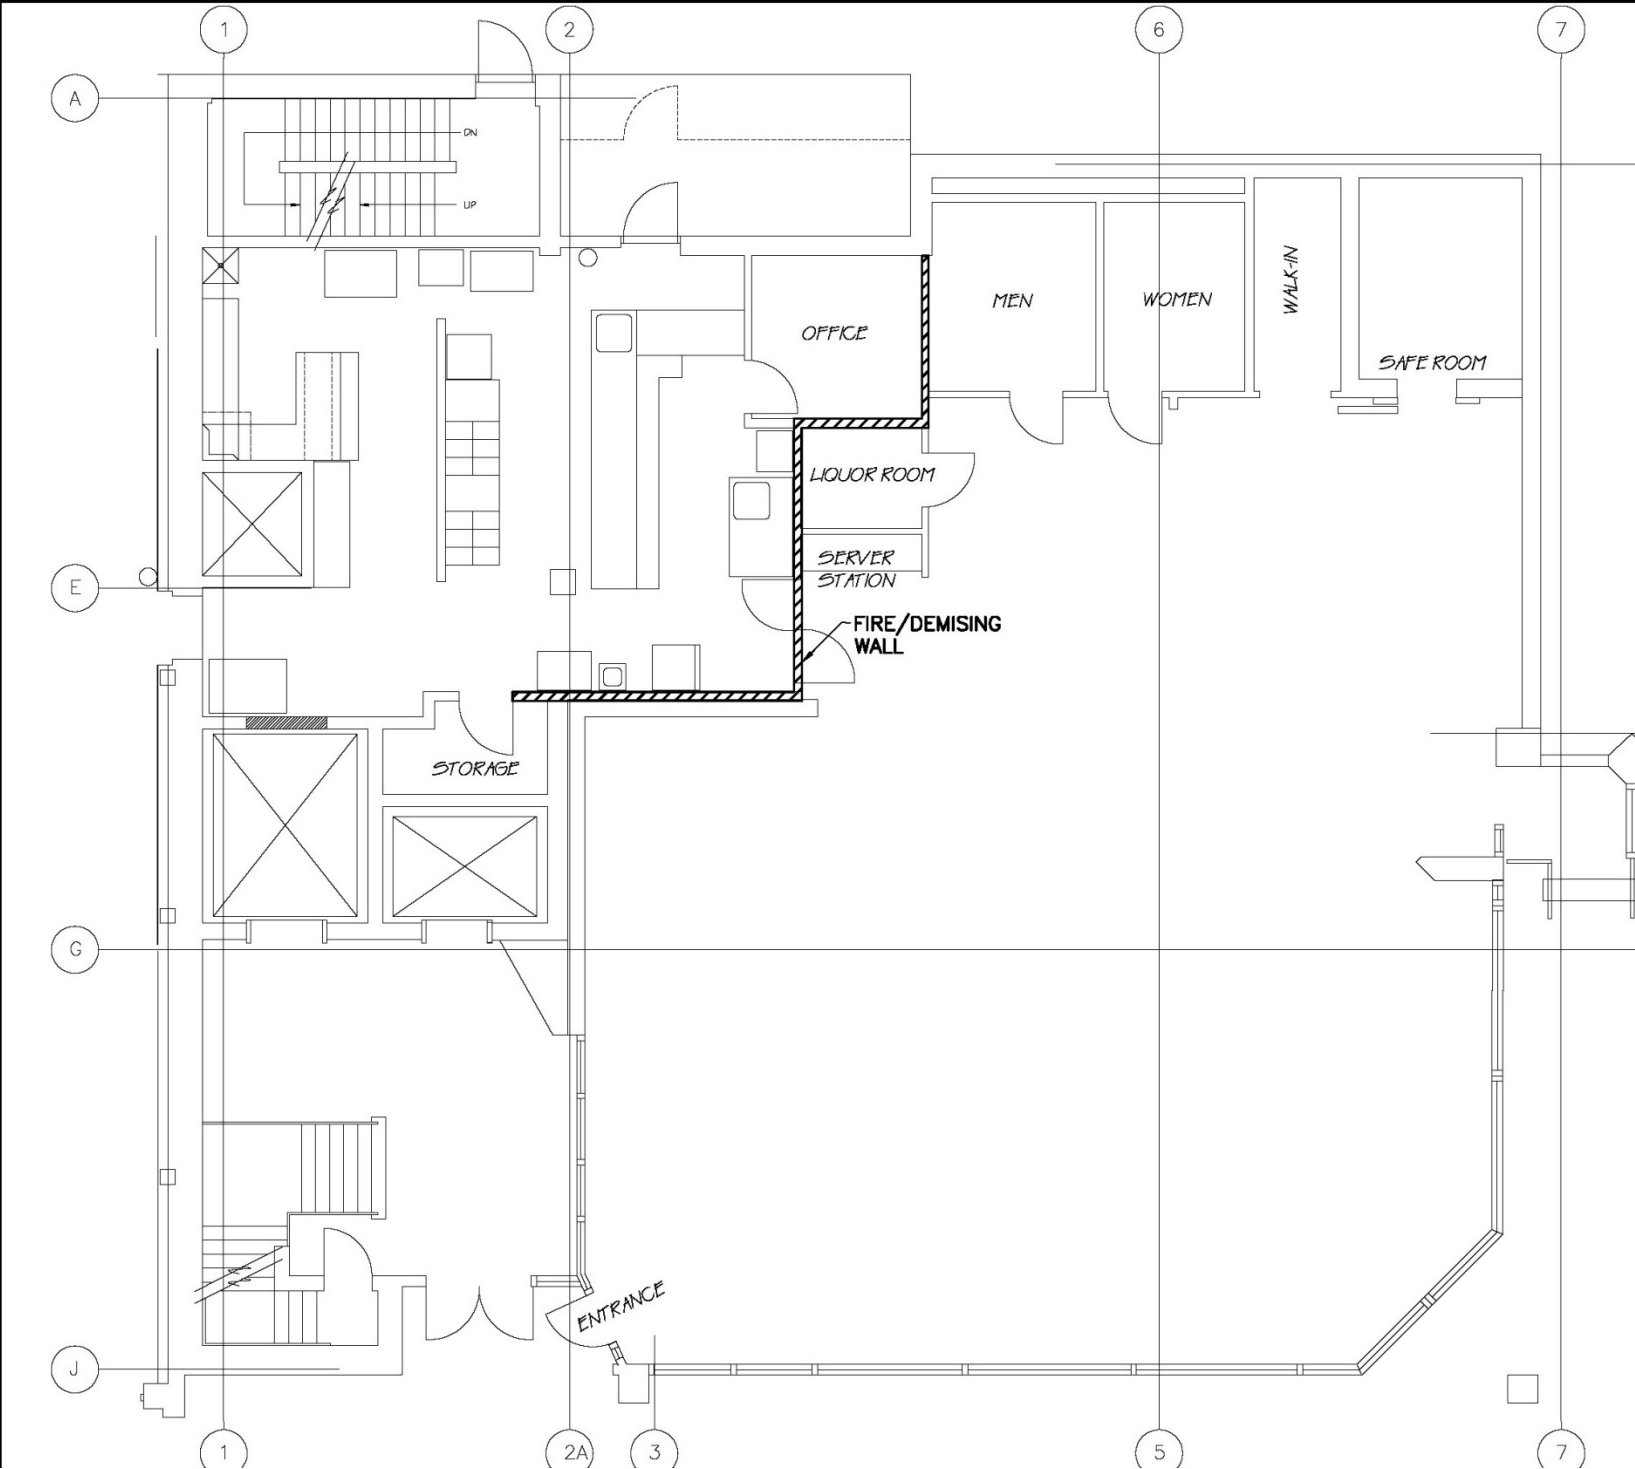 1
2
6
7
A
DN
UP
WALK-IN
MEN
WOMEN
OFFICE
SAFE ROOM
LIQUOR ROOM
SERVER
STATION
E
FIRE/DEMISING
WALL
STORAGE
G
ENTRANCE
J
1
2A
3
5
7